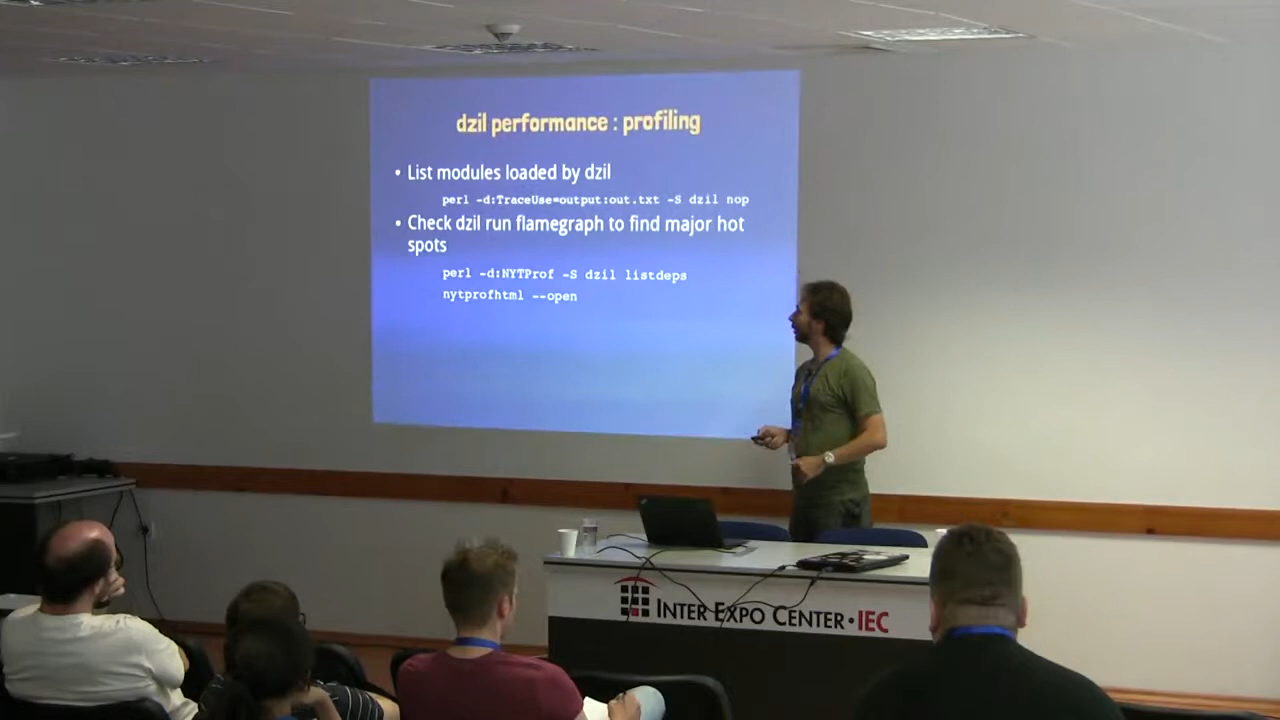 dzil performance : profiling
• List modules loaded by dzil
perl -d:TraceUse=output:out.txt -S dzil nop
• Check dzil run flamegraph to find major hot
spots
perl -d:NYTProf -S dzil listdeps
nytprofhtml --open
INTER EXPO CENTER • IEC